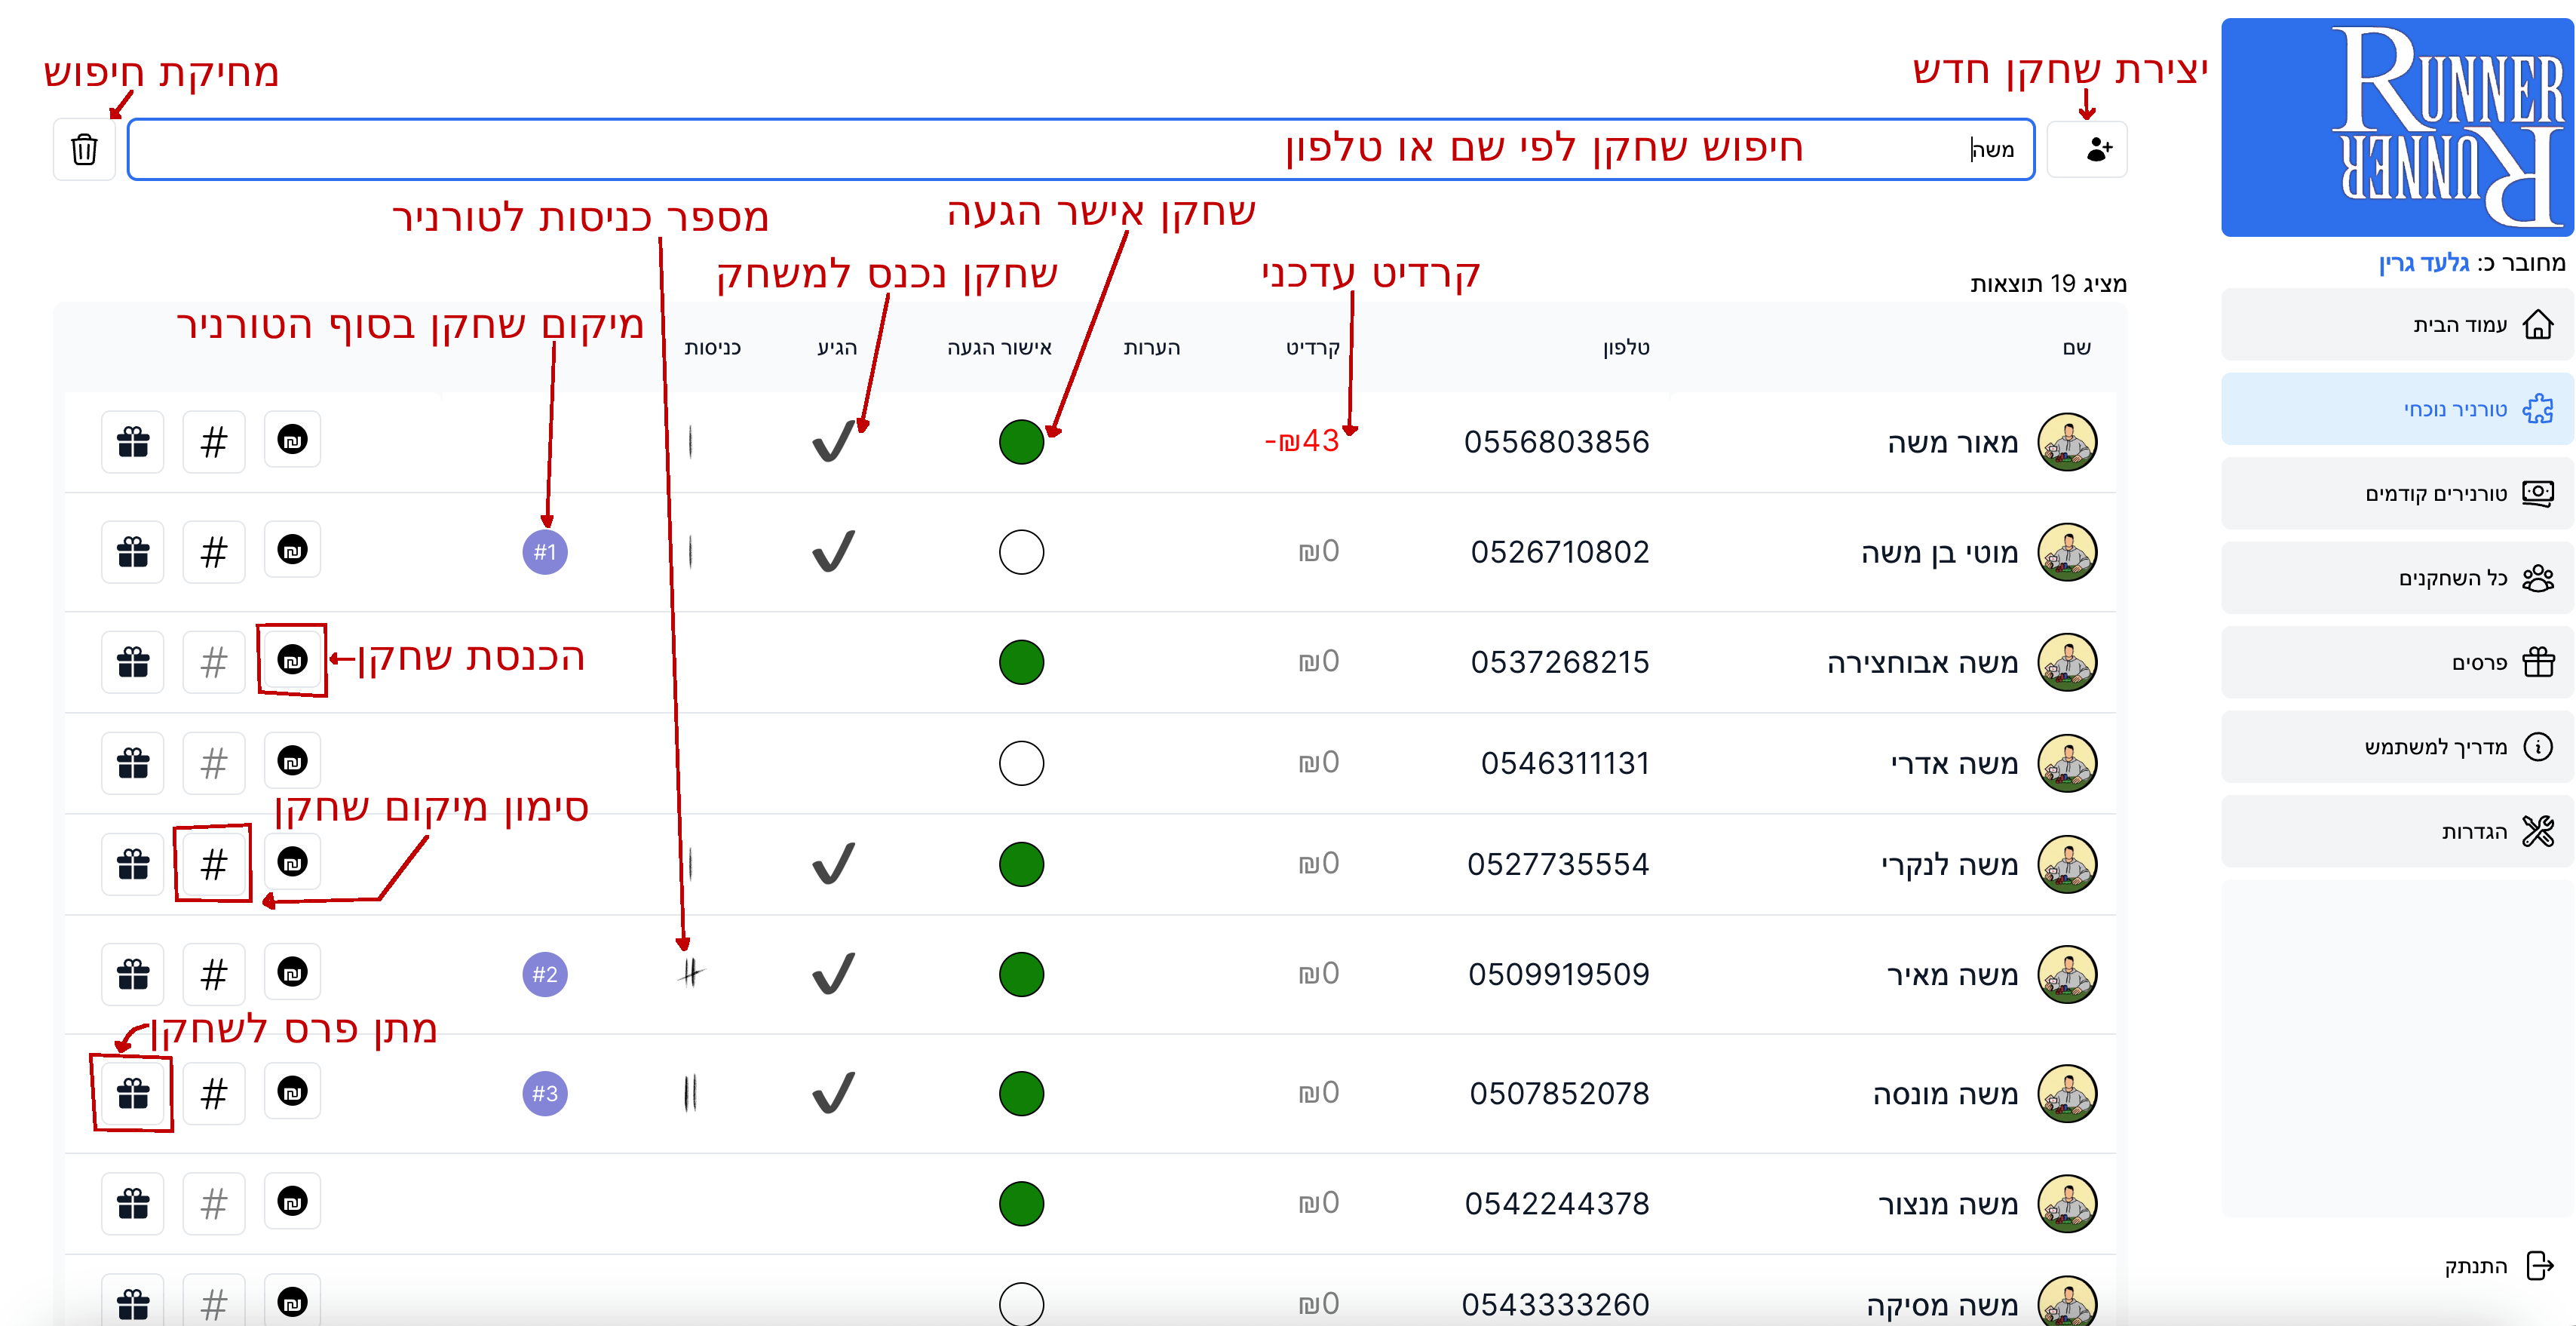 RUNNER
RUNNER
מחובר כ: גלעד גרין
עמוד הבית
טורניר נוכחי
טורנירים קודמים
כל השחקנים
פרסים
מדריך למשתמש
הגדרות
התנתק
יצירת שחקן חדש
מחיקת חיפוש
משה
חיפוש שחקן לפי שם או טלפון
שחקן אישר הגעה
מספר כניסות לטורניר
קרדיט עדכני
שחקן נכנס למשחק
מיקום שחקן בסוף הטורניר
מציג 19 תוצאות
שם טלפון קרדיט הערות אישור הגעה הגיע כניסות
מאור משה 0556803856 -₪43 #
מוטי בן משה 0526710802 ₪0 #1 #
משה אבוחצירה 0537268215 ₪0 #
הכנסת שחקן
משה אדרי 0546311131 ₪0 #
סימון מיקום שחקן
משה לנקרי 0527735554 ₪0 #
משה מאיר 0509919509 ₪0 #2 #
מתן פרס לשחקן
משה מונסה 0507852078 ₪0 #3 #
משה מנצור 0542244378 ₪0 #
משה מסיקה 0543333260 ₪0 #